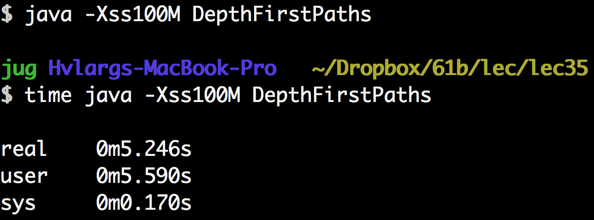 $ java -Xss100M DepthFirstPaths
jug Hvlargs-MacBook-Pro ~/Dropbox/61b/lec/lec35
$ time java -Xss100M DepthFirstPaths
real 0m5.246s
user 0m5.590s
sys 0m0.170s